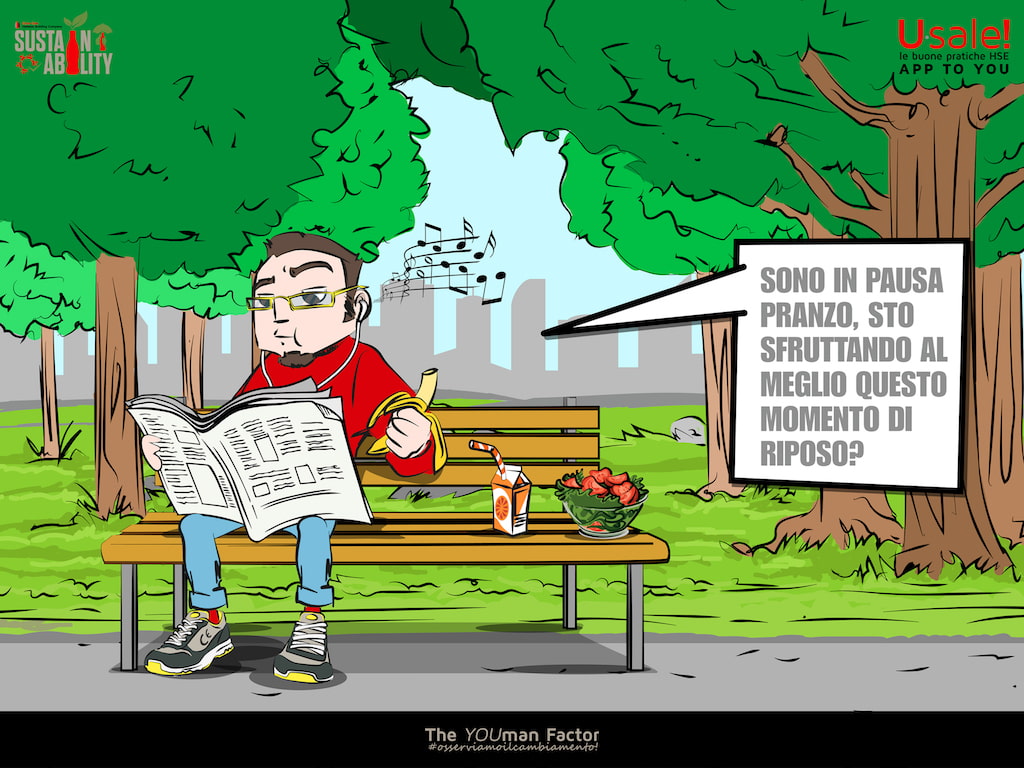 SUSTAIN
ABILITY
U·sale!
le buone pratiche HSE
APP TO YOU
SONO IN PAUSA
PRANZO, STO
SFRUTTANDO AL
MEGLIO QUESTO
MOMENTO DI
RIPOSO?
The YOUman Factor
#osserviamoilcambiamento!